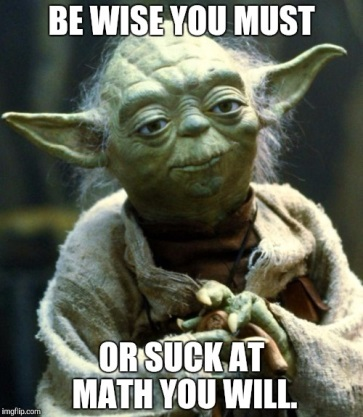 BE WISE YOU MUST
OR SUCK AT
MATH YOU WILL.
imgflip.com